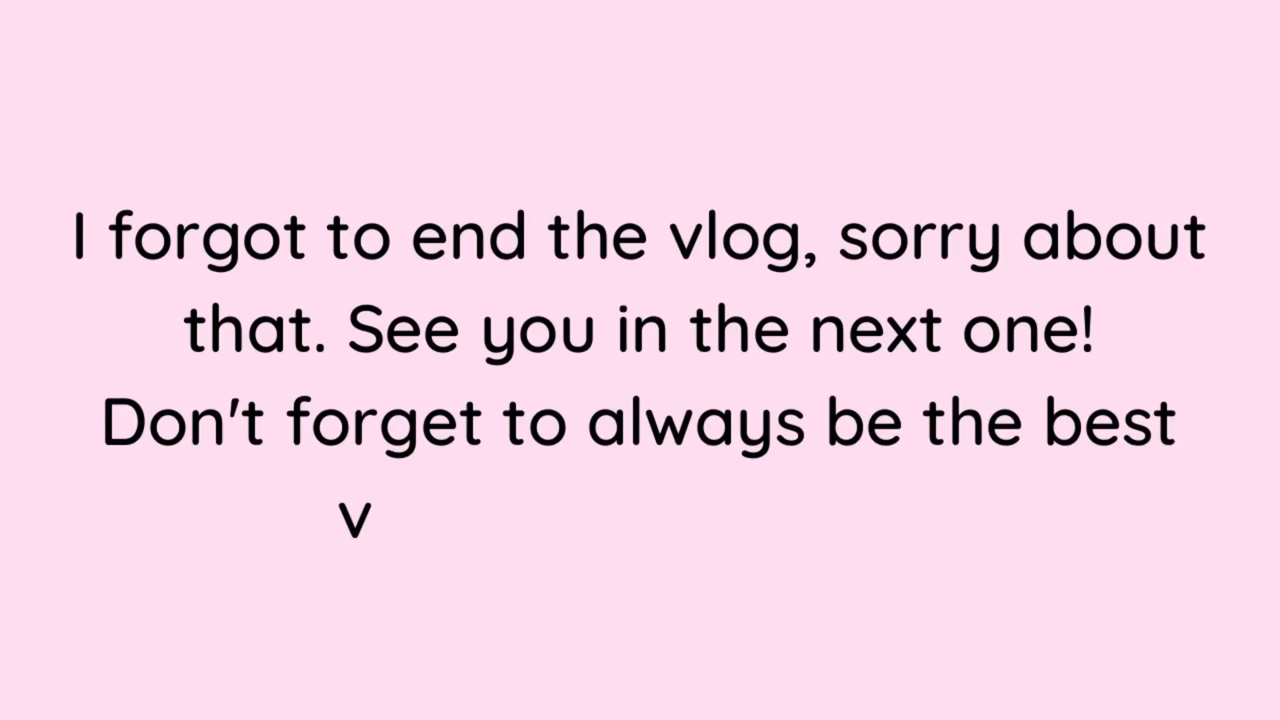 I forgot to end the vlog, sorry about
that. See you in the next one!
Don't forget to always be the best
v